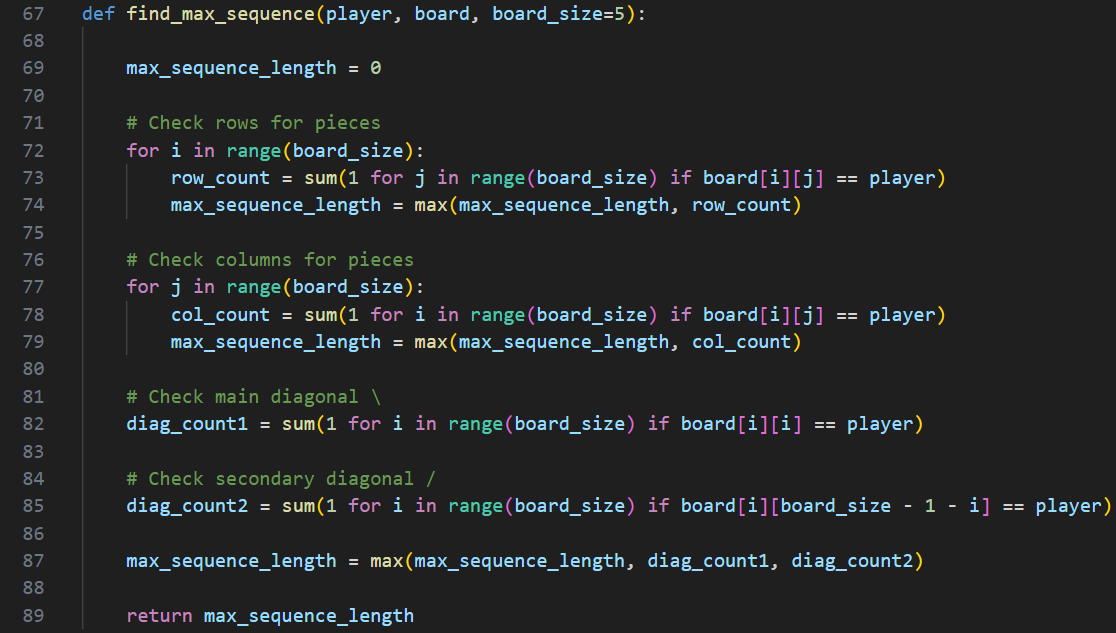 67 def find_max_sequence(player, board, board_size=5):
68
69     max_sequence_length = 0
70
71     # Check rows for pieces
72     for i in range(board_size):
73         row_count = sum(1 for j in range(board_size) if board[i][j] == player)
74         max_sequence_length = max(max_sequence_length, row_count)
75
76     # Check columns for pieces
77     for j in range(board_size):
78         col_count = sum(1 for i in range(board_size) if board[i][j] == player)
79         max_sequence_length = max(max_sequence_length, col_count)
80
81     # Check main diagonal \
82     diag_count1 = sum(1 for i in range(board_size) if board[i][i] == player)
83
84     # Check secondary diagonal /
85     diag_count2 = sum(1 for i in range(board_size) if board[i][board_size - 1 - i] == player)
86
87     max_sequence_length = max(max_sequence_length, diag_count1, diag_count2)
88
89     return max_sequence_length